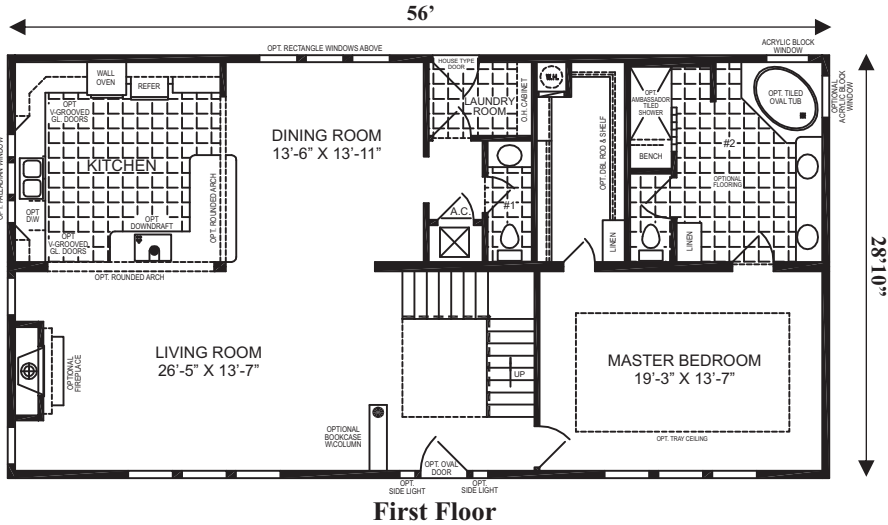 56’
OPT. RECTANGLE WINDOWS ABOVE
ACRYLIC BLOCK
WINDOW
WALL
OVEN
REFER
HOUSE TYPE
DOOR
W.H.
OPT.
AMBASSADOR
TILED
SHOWER
OPT. TILED
OVAL TUB
OPTIONAL
ACRYLIC BLOCK
WINDOW
OPT
V-GROOVED
GL. DOORS
LAUNDRY
ROOM
O.H. CABINET
DINING ROOM
13’-6” X 13’-11”
OPT. DBL ROD & SHELF
BENCH
#2
OPTIONAL
FLOORING
KITCHEN
OPT. PALLADIAN WINDOW
OPT. ROUNDED ARCH
OPT
D\W
OPT
DOWNDRAFT
OPT
V-GROOVED
GL. DOORS
A.C.
#1
LINEN
LINEN
28’10”
OPT. ROUNDED ARCH
LIVING ROOM
26’-5” X 13’-7”
OPTIONAL
FIREPLACE
UP
MASTER BEDROOM
19’-3” X 13’-7”
OPTIONAL
BOOKCASE
W\COLUMN
OPT. TRAY CEILING
OPT. OVAL
DOOR
OPT.
SIDE LIGHT
OPT.
SIDE LIGHT
First Floor